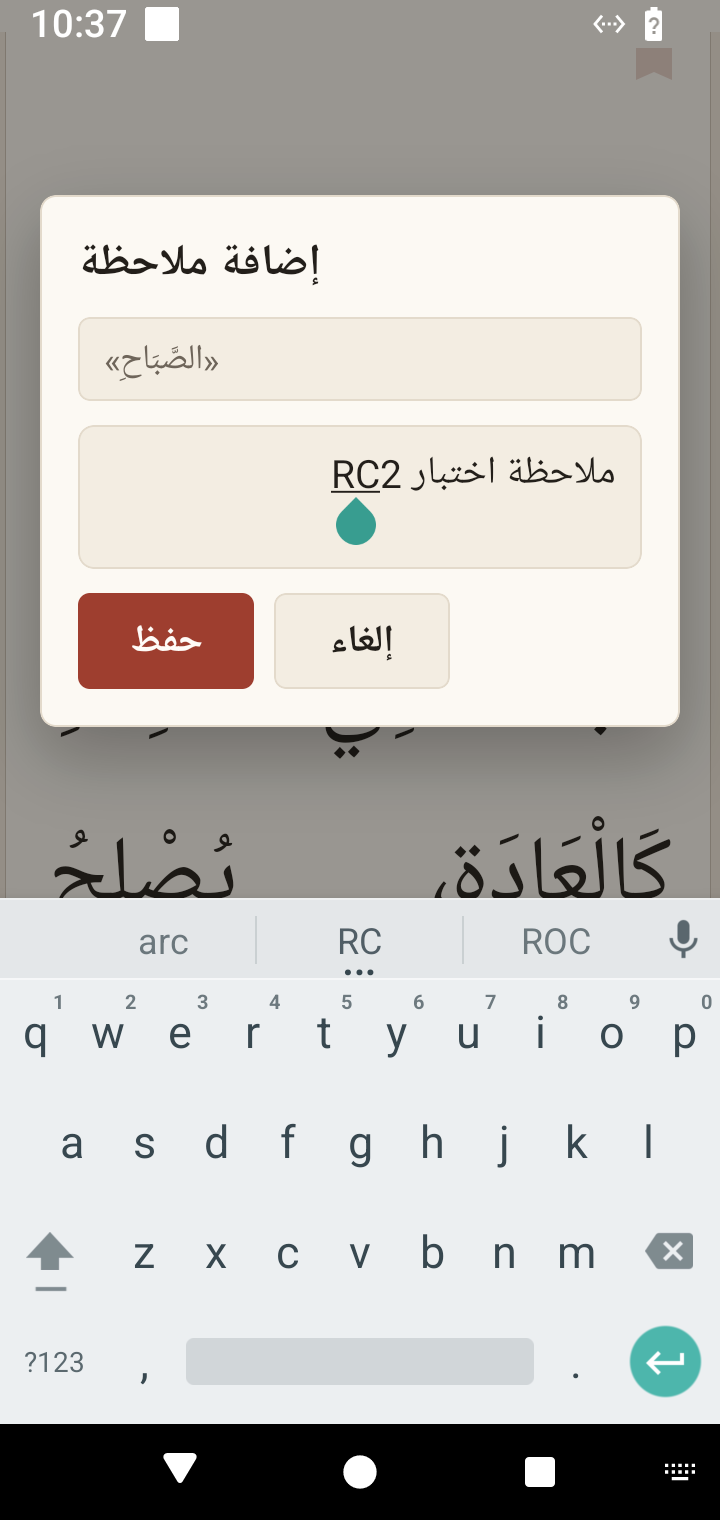 10:37
إضافة ملاحظة
«الصَّبَاحِ»
ملاحظة اختبار RC2
حفظ إلغاء
كَالْعَادَةِ، يُصْلِحُ
arc RC ROC
1 2 3 4 5 6 7 8 9 0
q w e r t y u i o p
a s d f g h j k l
z x c v b n m
?123 , .